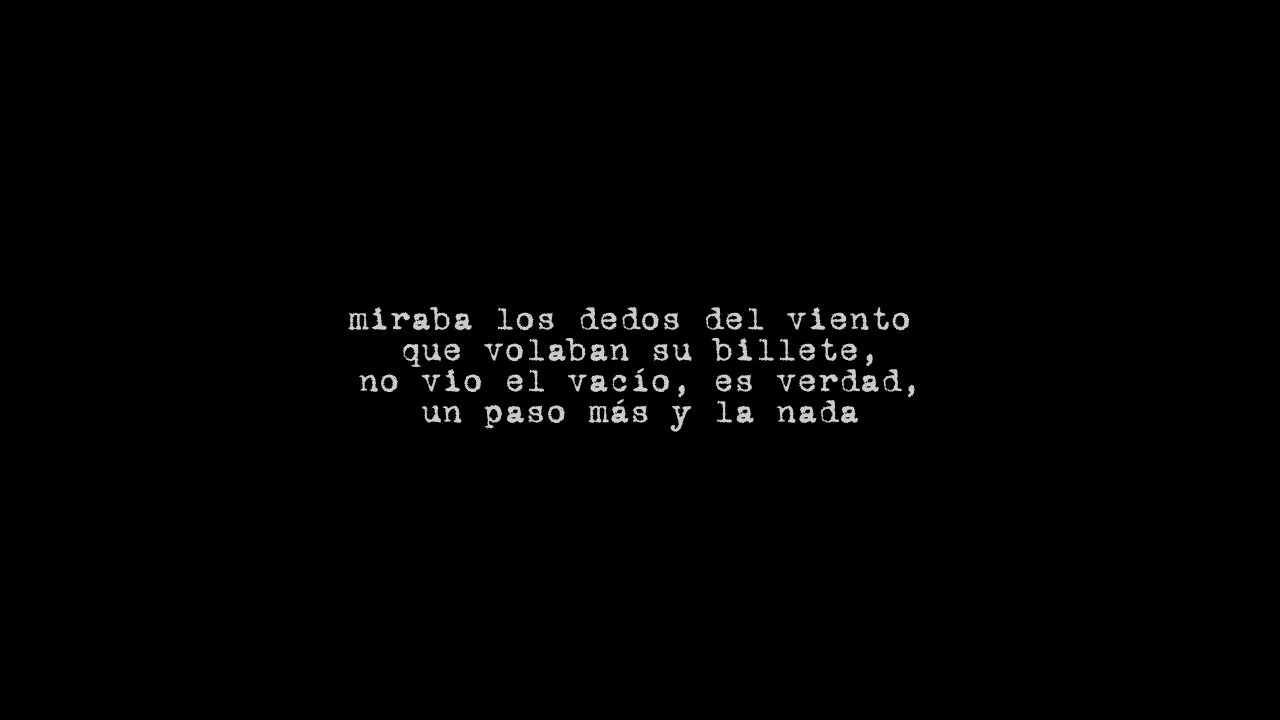 miraba los dedos del viento
que volaban su billete,
no vio el vacío, es verdad,
un paso más y la nada